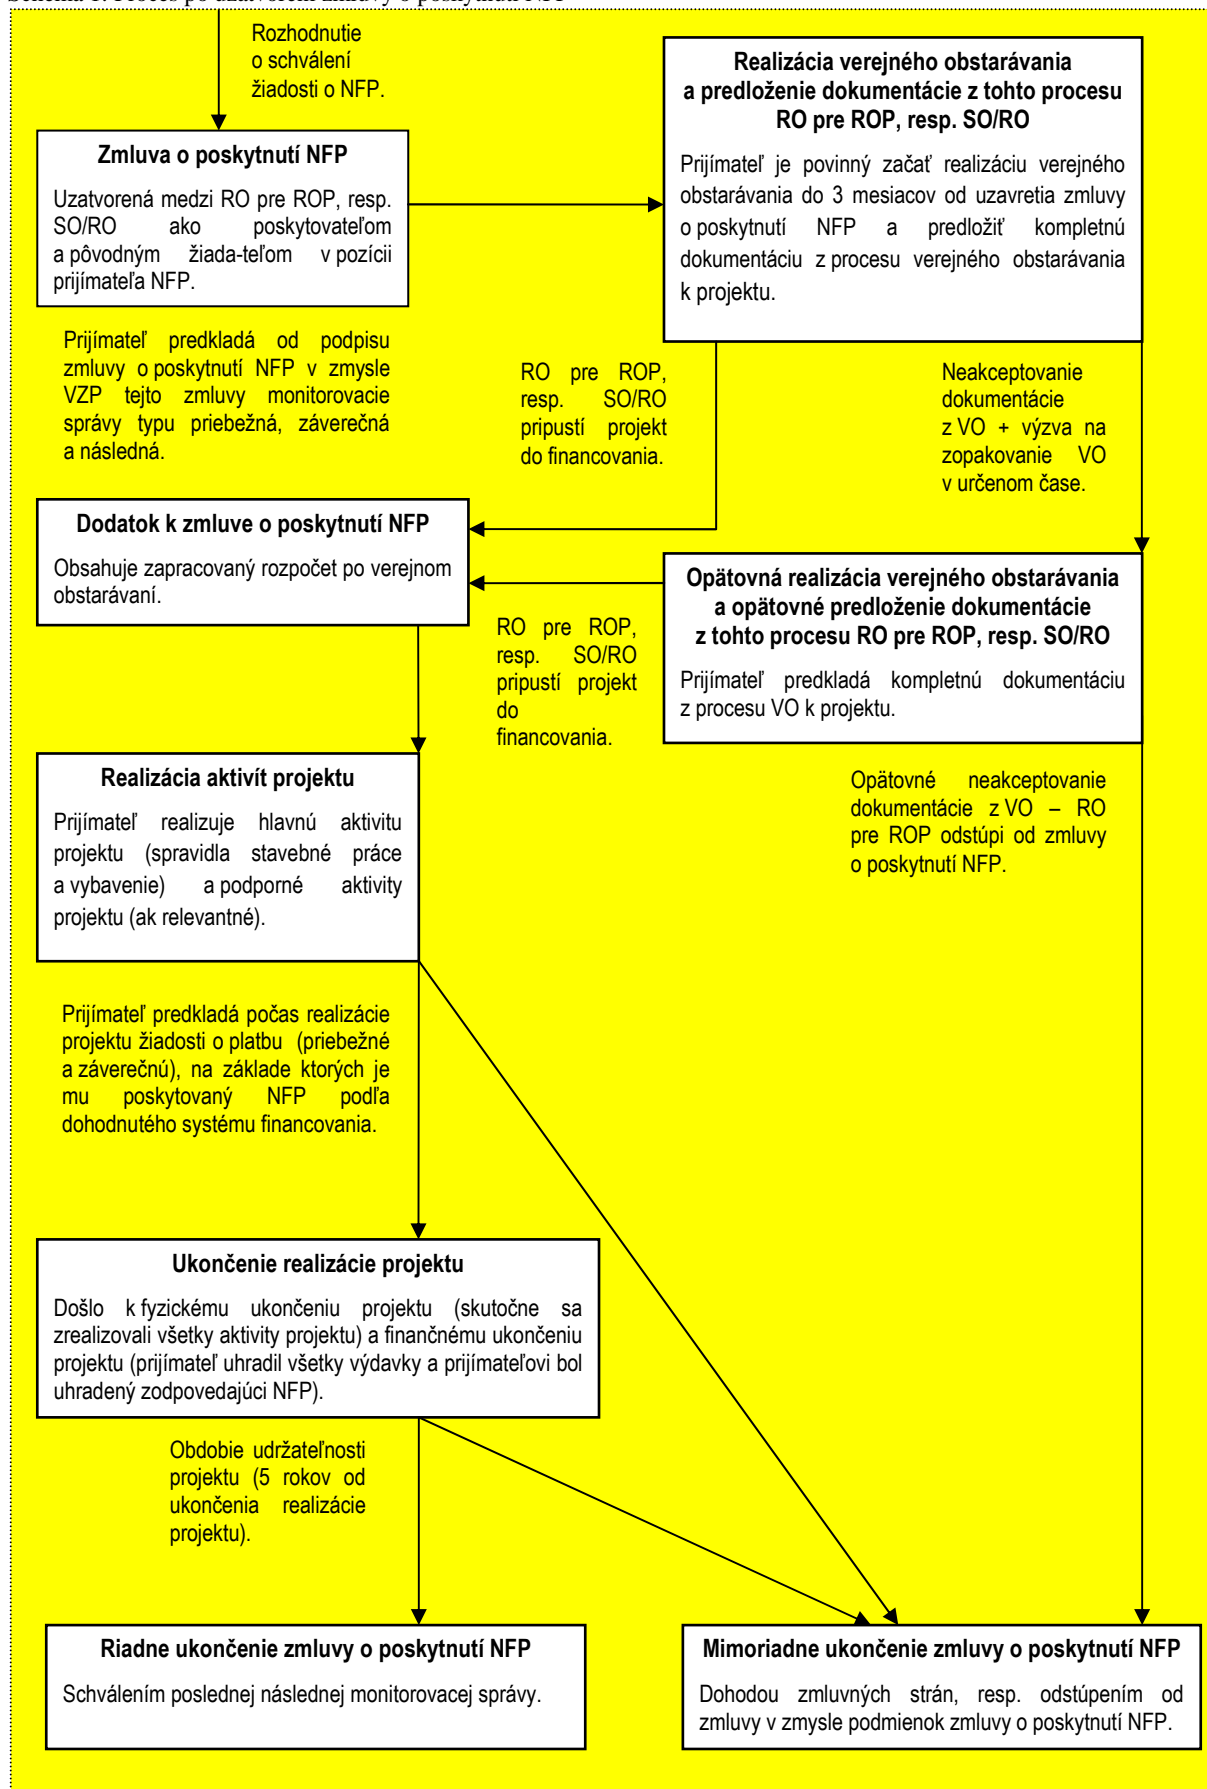 Rozhodnutie
o schválení
žiadosti o NFP.
Zmluva o poskytnutí NFP
Uzatvorená medzi RO pre ROP, resp.
SO/RO ako poskytovateľom
a pôvodným žiada-teľom v pozícii
prijímateľa NFP.
Realizácia verejného obstarávania
a predloženie dokumentácie z tohto procesu
RO pre ROP, resp. SO/RO
Prijímateľ je povinný začať realizáciu verejného
obstarávania do 3 mesiacov od uzavretia zmluvy
o poskytnutí NFP a predložiť kompletnú
dokumentáciu z procesu verejného obstarávania
k projektu.
Prijímateľ predkladá od podpisu
zmluvy o poskytnutí NFP v zmysle
VZP tejto zmluvy monitorovacie
správy typu priebežná, záverečná
a následná.
RO pre ROP,
resp. SO/RO
pripustí projekt
do financovania.
Neakceptovanie
dokumentácie
z VO + výzva na
zopakovanie VO
v určenom čase.
Dodatok k zmluve o poskytnutí NFP
Obsahuje zapracovaný rozpočet po verejnom
obstarávaní.
Opätovná realizácia verejného obstarávania
a opätovné predloženie dokumentácie
z tohto procesu RO pre ROP, resp. SO/RO
Prijímateľ predkladá kompletnú dokumentáciu
z procesu VO k projektu.
RO pre ROP,
resp. SO/RO
pripustí projekt
do
financovania.
Realizácia aktivít projektu
Prijímateľ realizuje hlavnú aktivitu
projektu (spravidla stavebné práce
a vybavenie) a podporné aktivity
projektu (ak relevantné).
Opätovné neakceptovanie
dokumentácie z VO – RO
pre ROP odstúpi od zmluvy
o poskytnutí NFP.
Prijímateľ predkladá počas realizácie
projektu žiadosti o platbu (priebežné
a záverečnú), na základe ktorých je
mu poskytovaný NFP podľa
dohodnutého systému financovania.
Ukončenie realizácie projektu
Došlo k fyzickému ukončeniu projektu (skutočne sa
zrealizovali všetky aktivity projektu) a finančnému ukončeniu
projektu (prijímateľ uhradil všetky výdavky a prijímateľovi bol
uhradený zodpovedajúci NFP).
Obdobie udržateľnosti
projektu (5 rokov od
ukončenia realizácie
projektu).
Riadne ukončenie zmluvy o poskytnutí NFP
Schválením poslednej následnej monitorovacej správy.
Mimoriadne ukončenie zmluvy o poskytnutí NFP
Dohodou zmluvných strán, resp. odstúpením od
zmluvy v zmysle podmienok zmluvy o poskytnutí NFP.